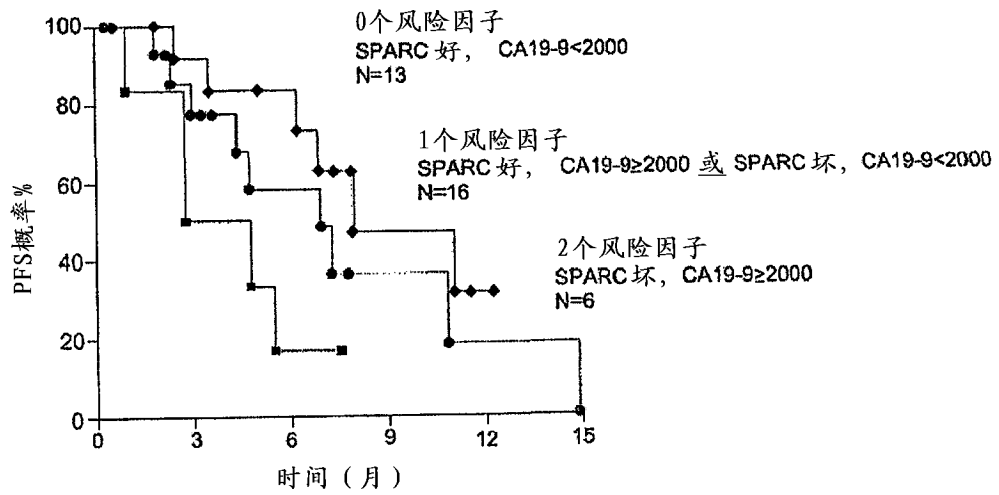 0个风险因子
SPARC 好， CA19-9<2000
N=13
1个风险因子
SPARC 好， CA19-9≥2000 或 SPARC 坏，CA19-9<2000
N=16
2个风险因子
SPARC 坏，CA19-9≥2000
N=6
PFS概率%
100
80
60
40
20
0
0 3 6 9 12 15
时间（月）